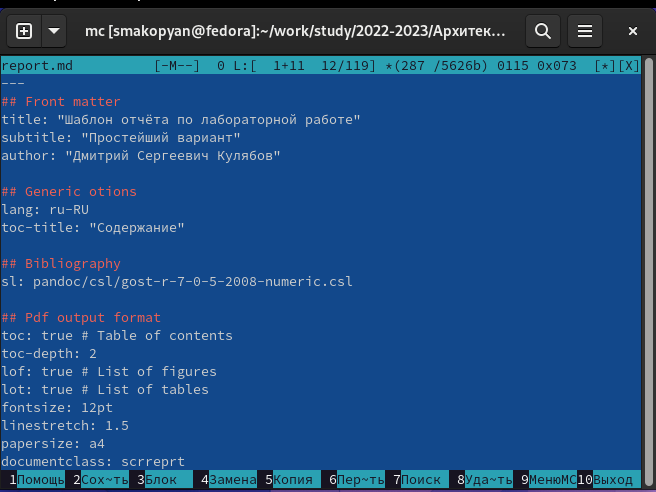 mc [smakopyan@fedora]:~/work/study/2022-2023/Архитек...
report.md [-M--] 0 L:[ 1+11 12/119] *(287 /5626b) 0115 0x073 [*][X]
---
## Front matter
title: "Шаблон отчёта по лабораторной работе"
subtitle: "Простейший вариант"
author: "Дмитрий Сергеевич Кулябов"
## Generic otions
lang: ru-RU
toc-title: "Содержание"
## Bibliography
sl: pandoc/csl/gost-r-7-0-5-2008-numeric.csl
## Pdf output format
toc: true # Table of contents
toc-depth: 2
lof: true # List of figures
lot: true # List of tables
fontsize: 12pt
linestretch: 1.5
papersize: a4
documentclass: scrreprt
1Помощь 2Сох~ть 3Блок 4Замена 5Копия 6Пер~ть 7Поиск 8Уда~ть 9МенюМС 10Выход